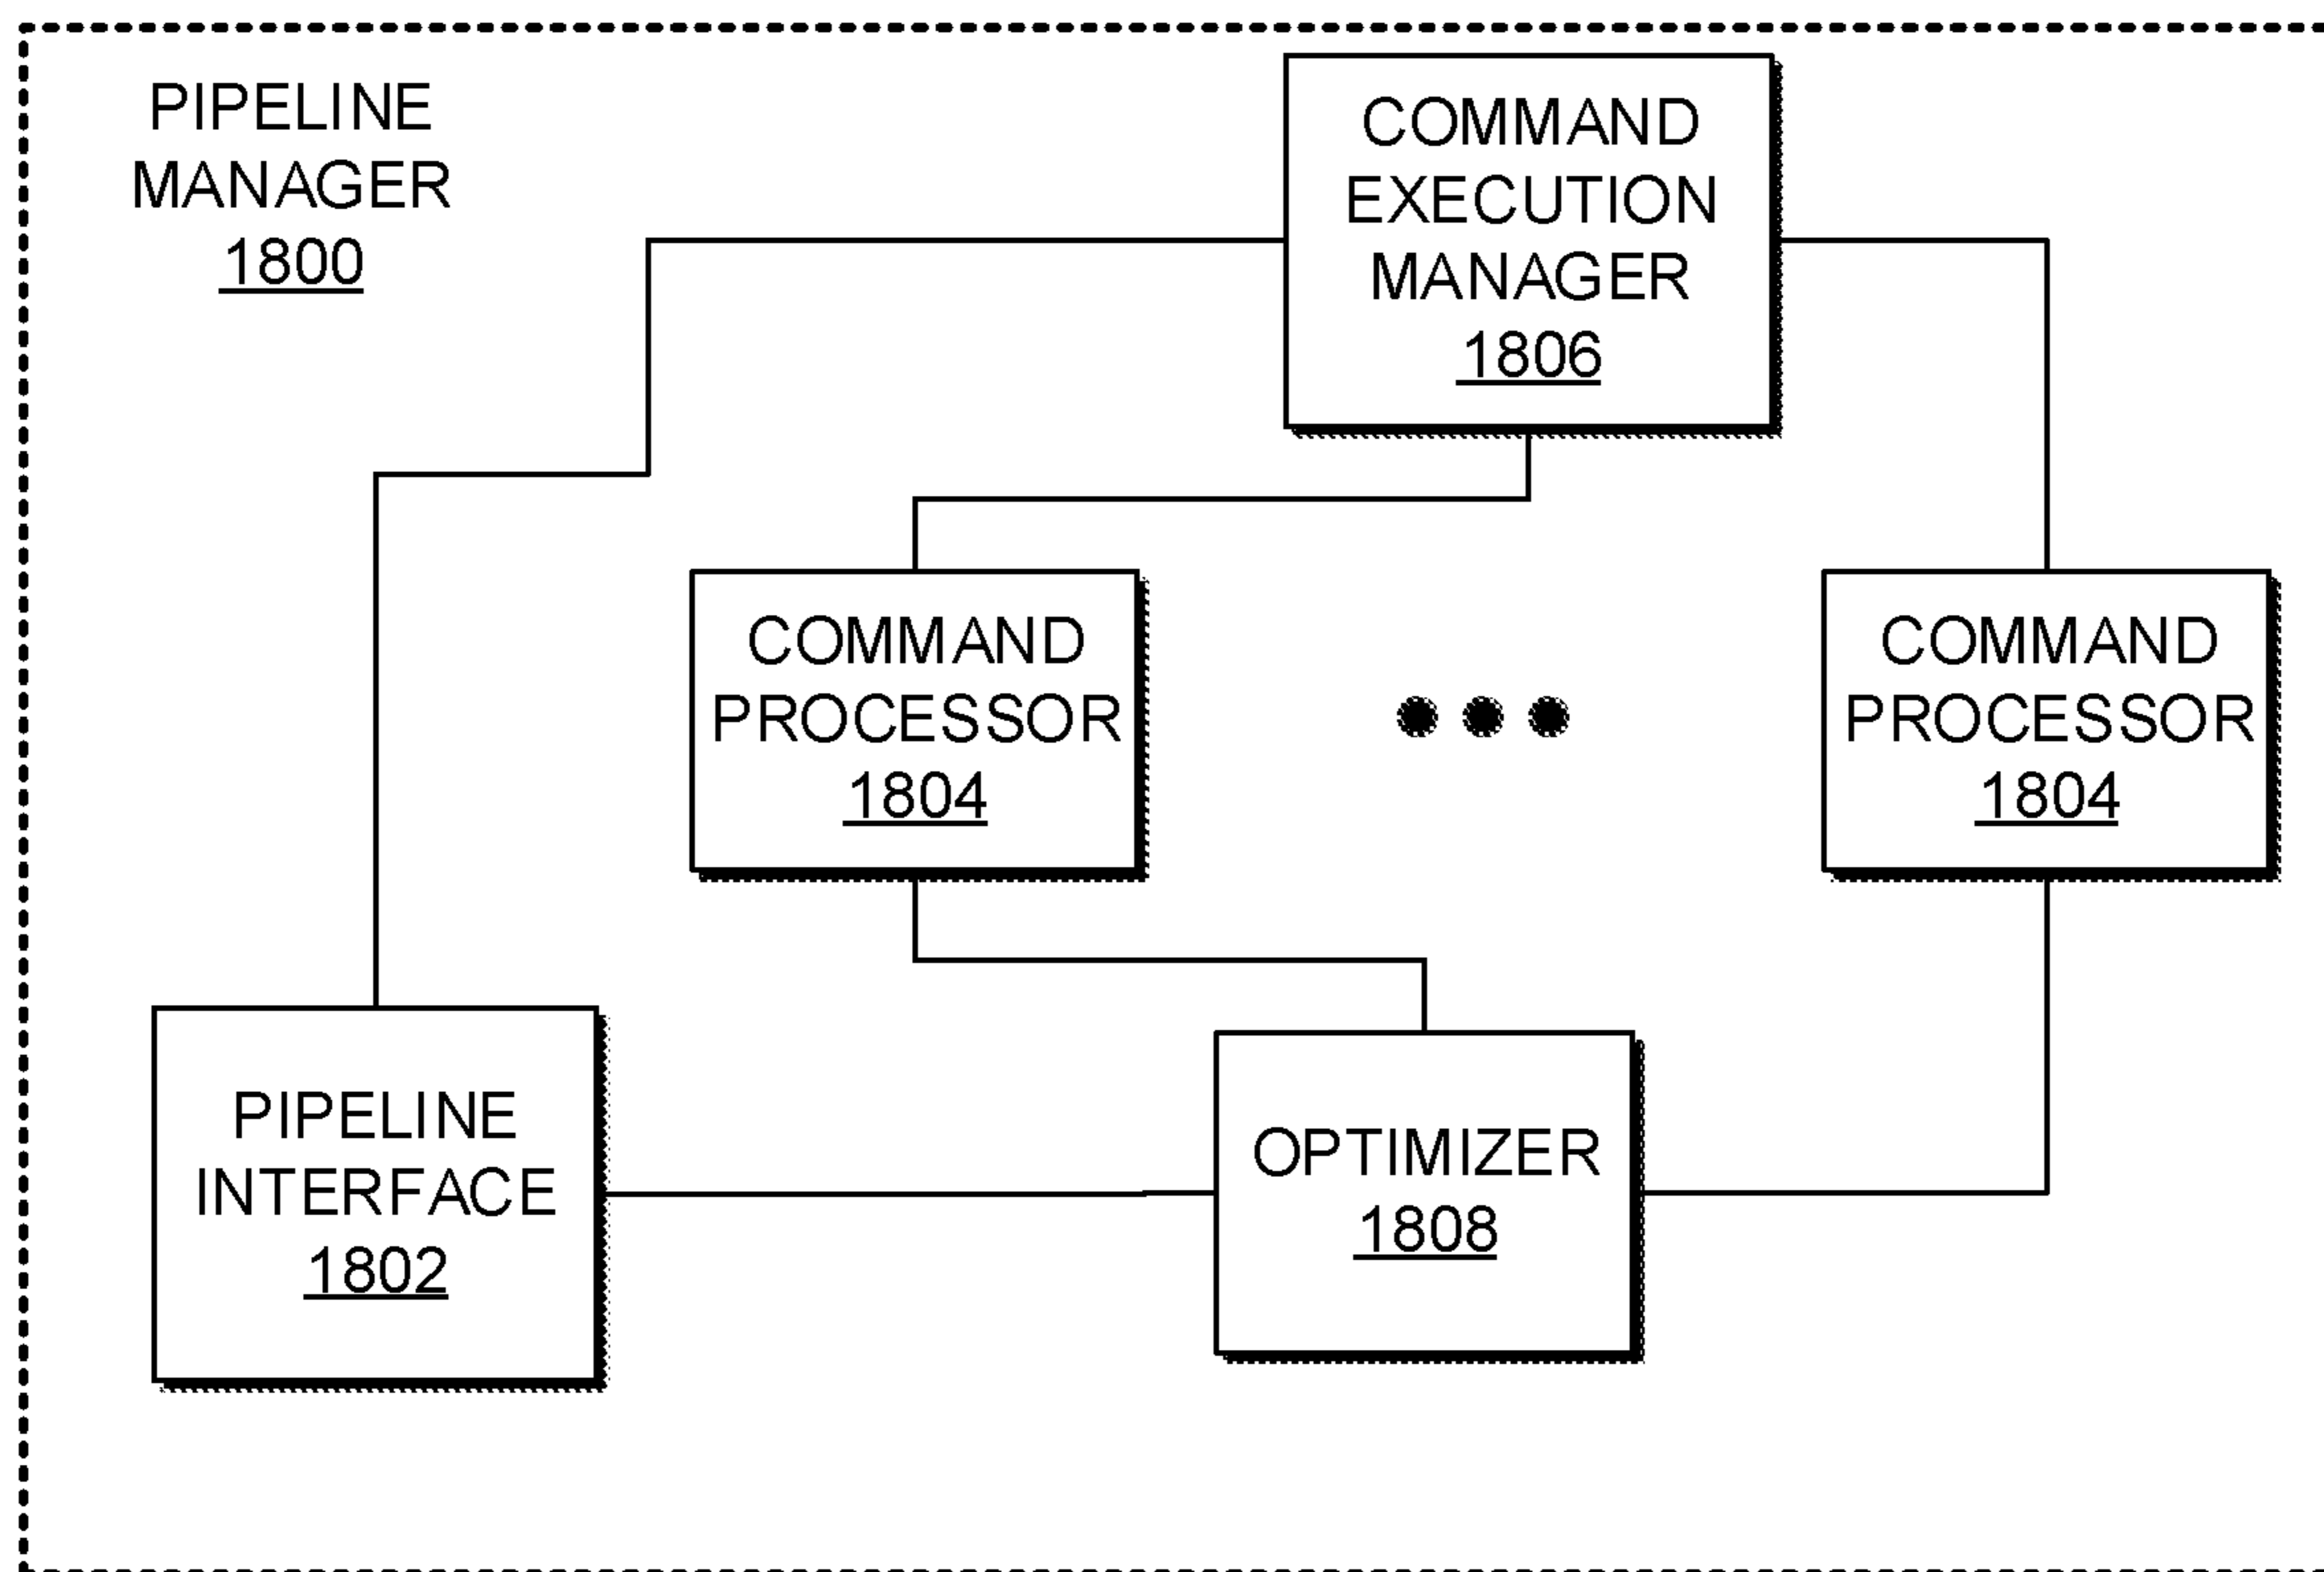 PIPELINE
MANAGER
1800
COMMAND
EXECUTION
MANAGER
1806
COMMAND
PROCESSOR
1804
COMMAND
PROCESSOR
1804
PIPELINE
INTERFACE
1802
OPTIMIZER
1808